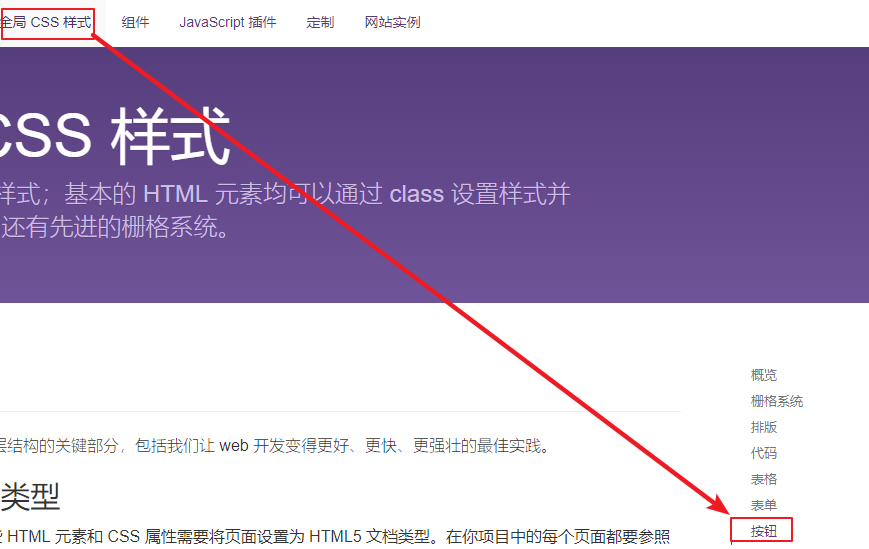 全局 CSS 样式 组件 JavaScript 插件 定制 网站实例
CSS 样式
样式；基本的 HTML 元素均可以通过 class 设置样式并
还有先进的栅格系统。
概览
栅格系统
排版
代码
表格
表单
按钮
层结构的关键部分，包括我们让 web 开发变得更好、更快、更强壮的最佳实践。
类型
HTML 元素和 CSS 属性需要将页面设置为 HTML5 文档类型。在你项目中的每个页面都要参照